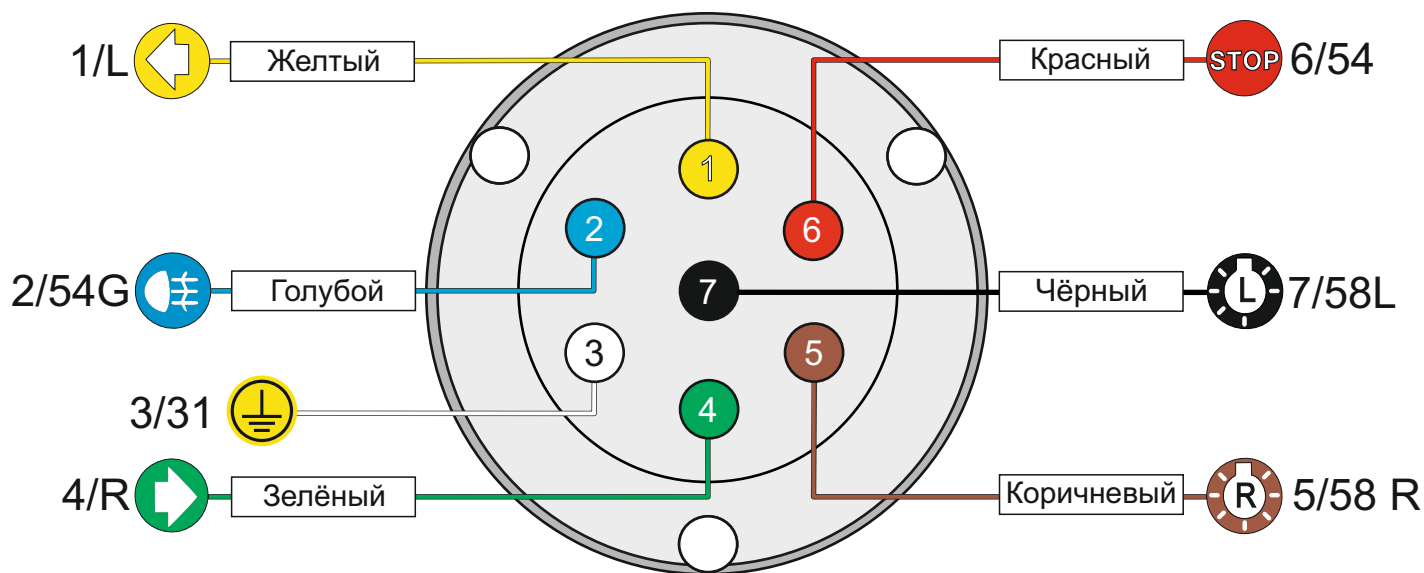 1/L Желтый
Красный STOP 6/54
1
2
6
2/54G Голубой
7
Чёрный L 7/58L
3
5
3/31
4
4/R Зелёный
Коричневый R 5/58 R